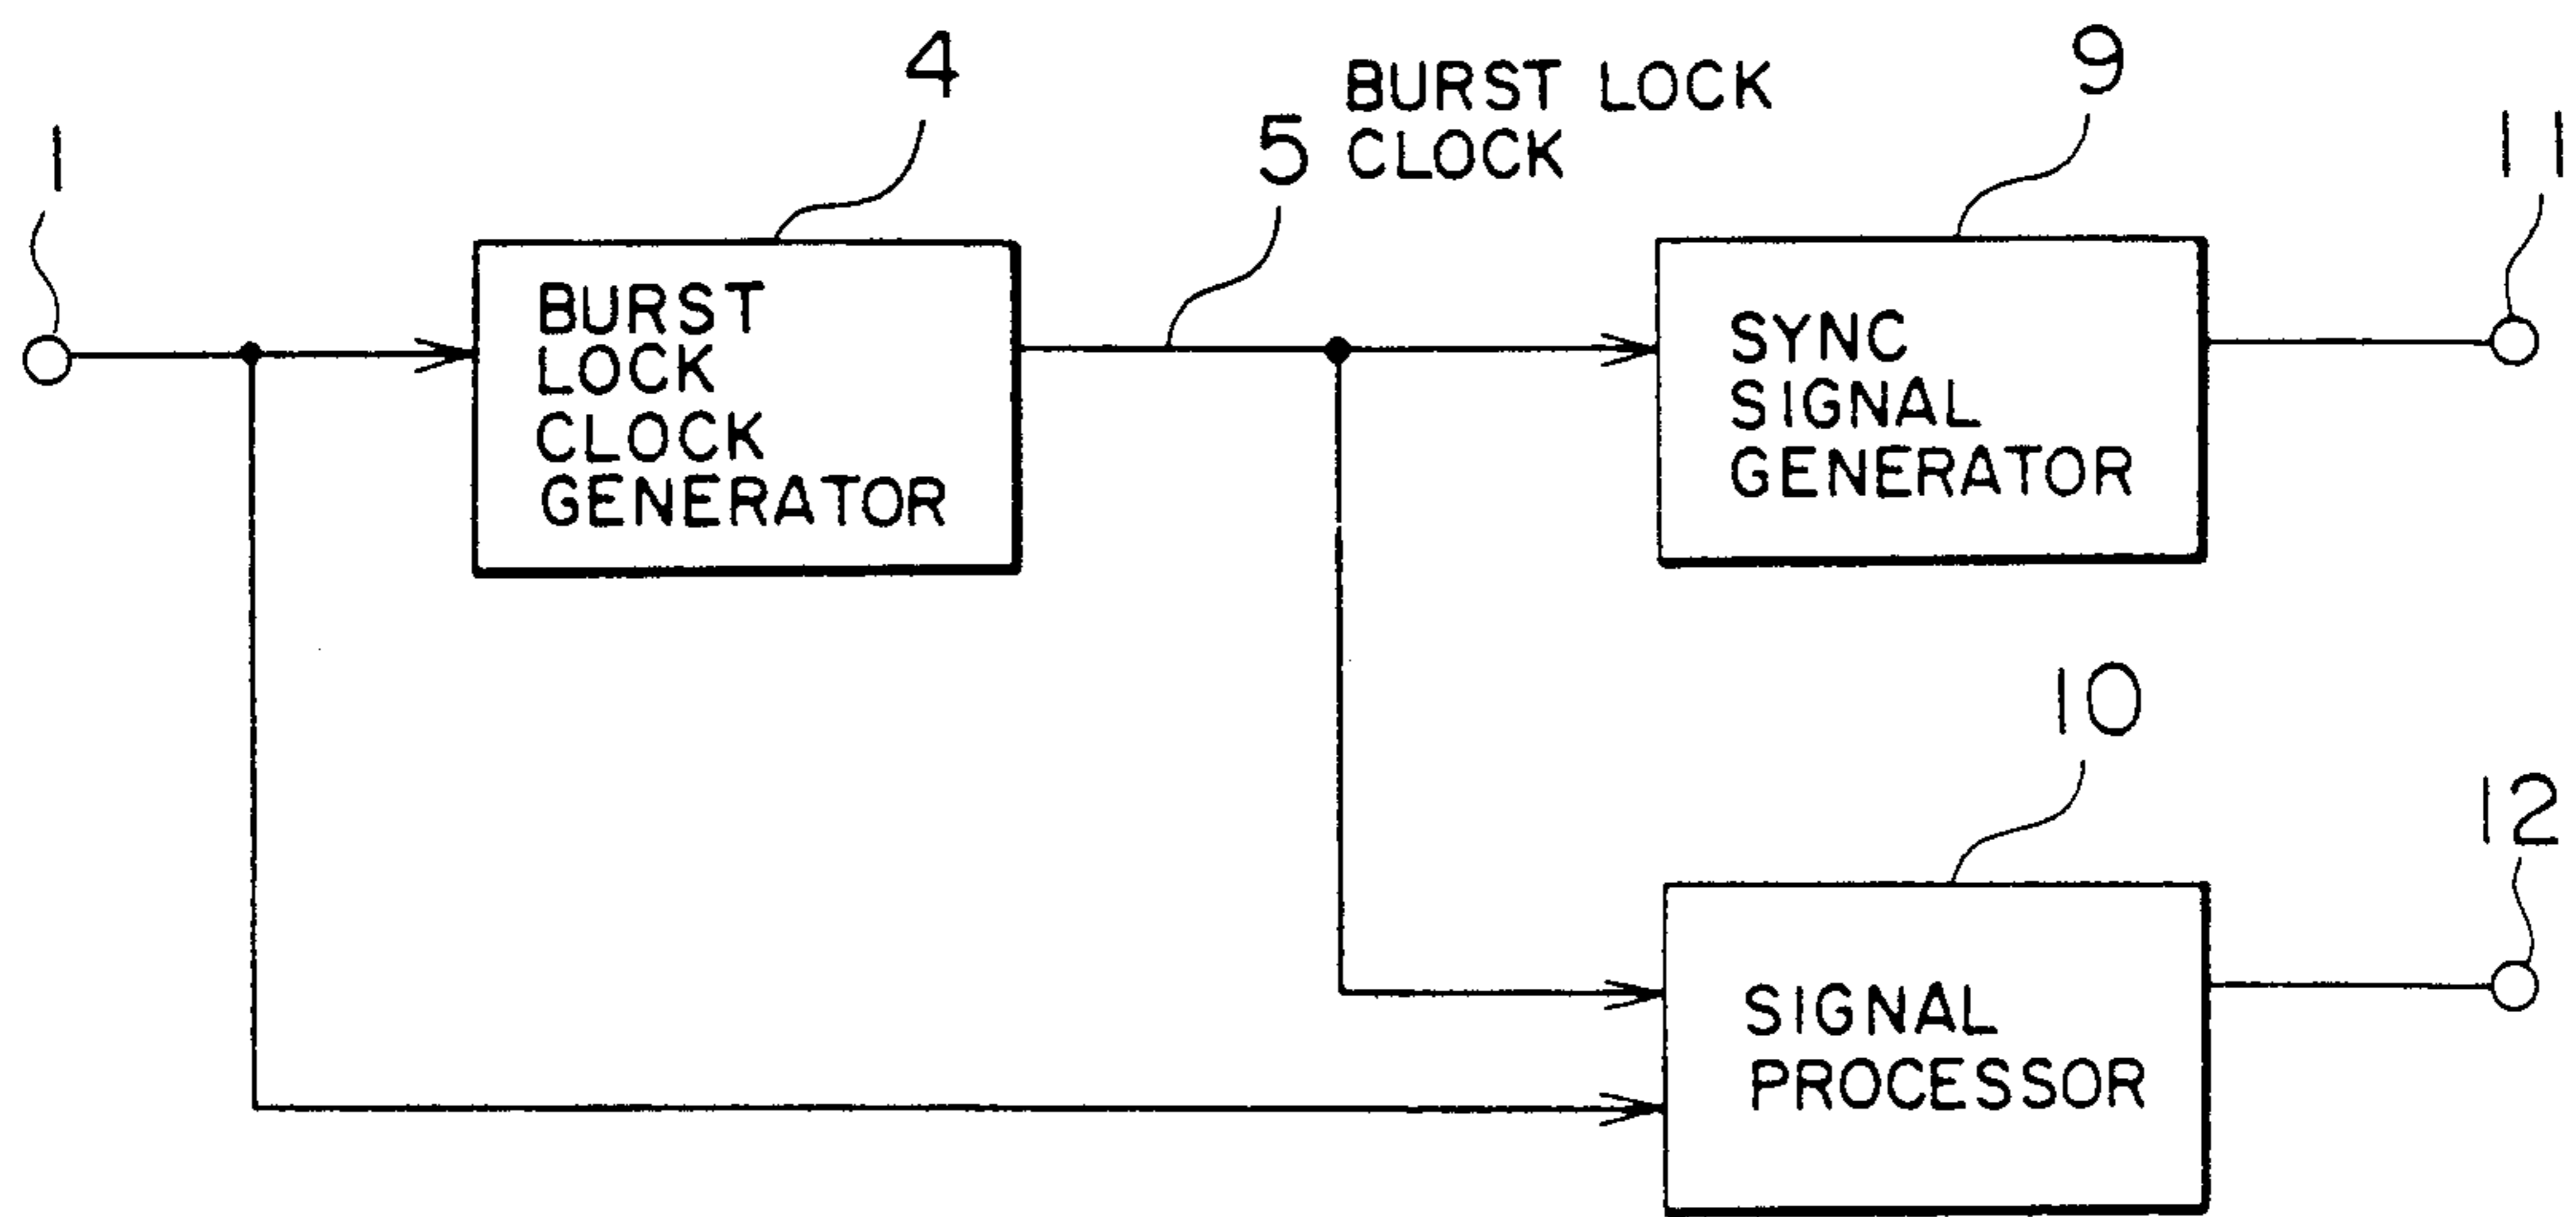 1
4
5
BURST LOCK
CLOCK
9
11
BURST
LOCK
CLOCK
GENERATOR
SYNC
SIGNAL
GENERATOR
10
12
SIGNAL
PROCESSOR